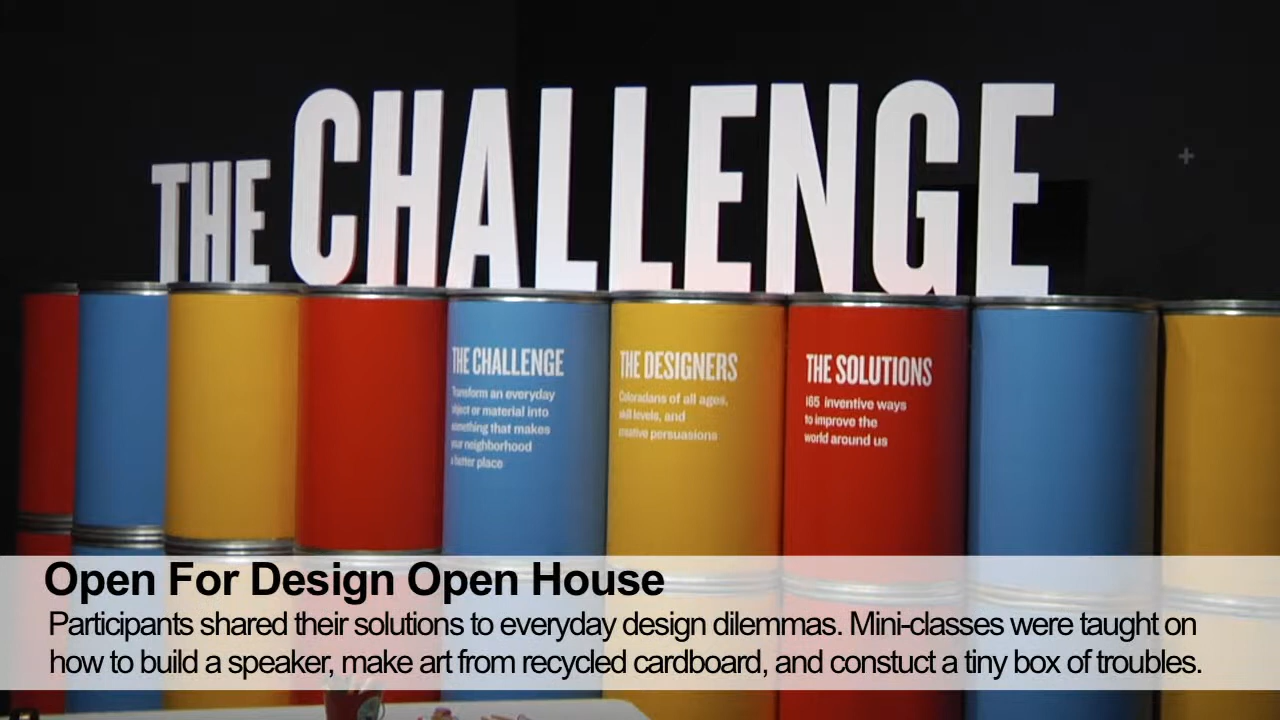 THE CHALLENGE
THE CHALLENGE
Transform an everyday
object or material into
something that makes
your neighborhood
a better place
THE DESIGNERS
Coloradans of all ages,
skill levels, and
creative persuasions
THE SOLUTIONS
165 inventive ways
to improve the
world around us
Open For Design Open House
Participants shared their solutions to everyday design dilemmas. Mini-classes were taught on
how to build a speaker, make art from recycled cardboard, and constuct a tiny box of troubles.